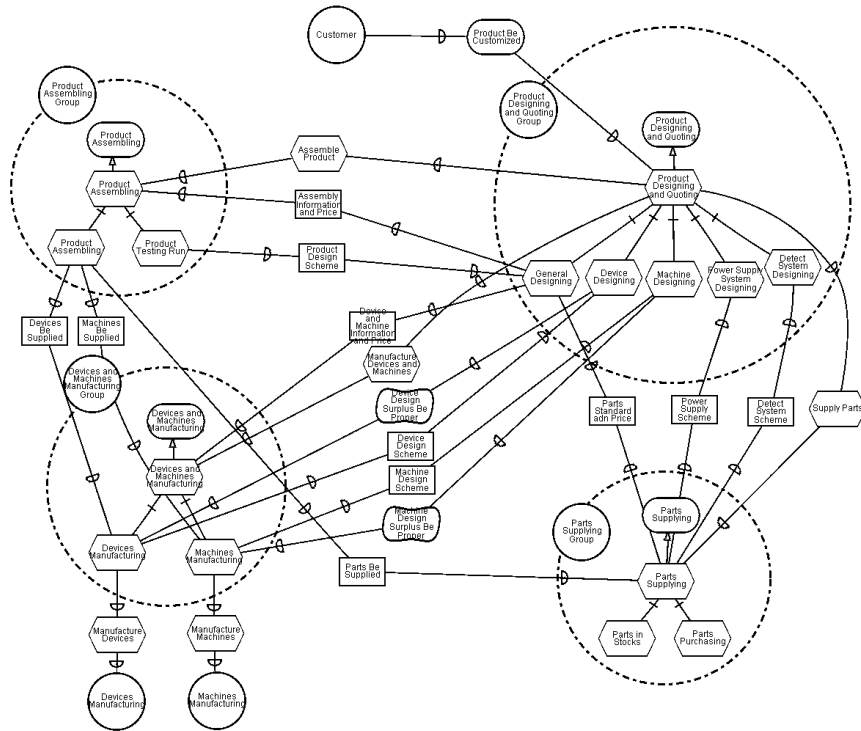 Customer
Product Be
Customized
Product
Assembling
Group
Product
Designing
and Quoting
Group
Product
Assembling
Product
Designing
and Quoting
Assemble
Product
Product
Assembling
Product
Designing
and Quoting
Assembly
Information
and Price
Product
Assembling
Product
Testing Run
Product
Design
Scheme
General
Designing
Device
Designing
Machine
Designing
Power Supply
System
Designing
Detect
System
Designing
Devices
Be
Supplied
Machines
Be
Supplied
Device
and
Machine
Information
and Price
Manufacture
Devices
and Machines
Devices and
Machines
Manufacturing
Group
Device
Design
Surplus Be
Proper
Parts
Standard
adn Price
Power
Supply
Scheme
Detect
System
Scheme
Supply Parts
Devices and
Machines
Manufacturing
Device
Design
Scheme
Devices and
Machines
Manufacturing
Machine
Design
Scheme
Machine
Design
Surplus Be
Proper
Parts
Supplying
Group
Parts
Supplying
Devices
Manufacturing
Machines
Manufacturing
Parts Be
Supplied
Parts
Supplying
Manufacture
Devices
Manufacture
Machines
Parts in
Stocks
Parts
Purchasing
Devices
Manufacturing
Machines
Manufacturing